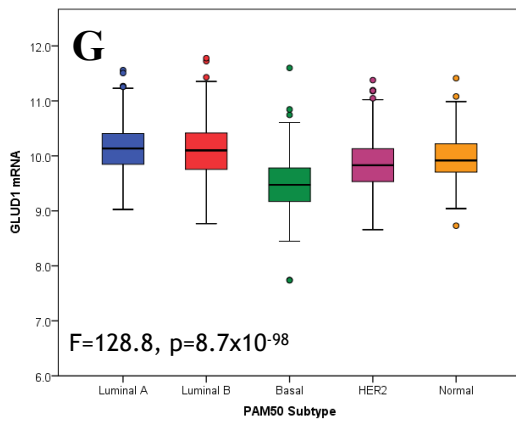 G
12.0
11.0
10.0
9.0
8.0
7.0
6.0
GLUD1 mRNA
F=128.8, p=8.7x10⁻⁹⁸
Luminal A Luminal B Basal HER2 Normal
PAM50 Subtype